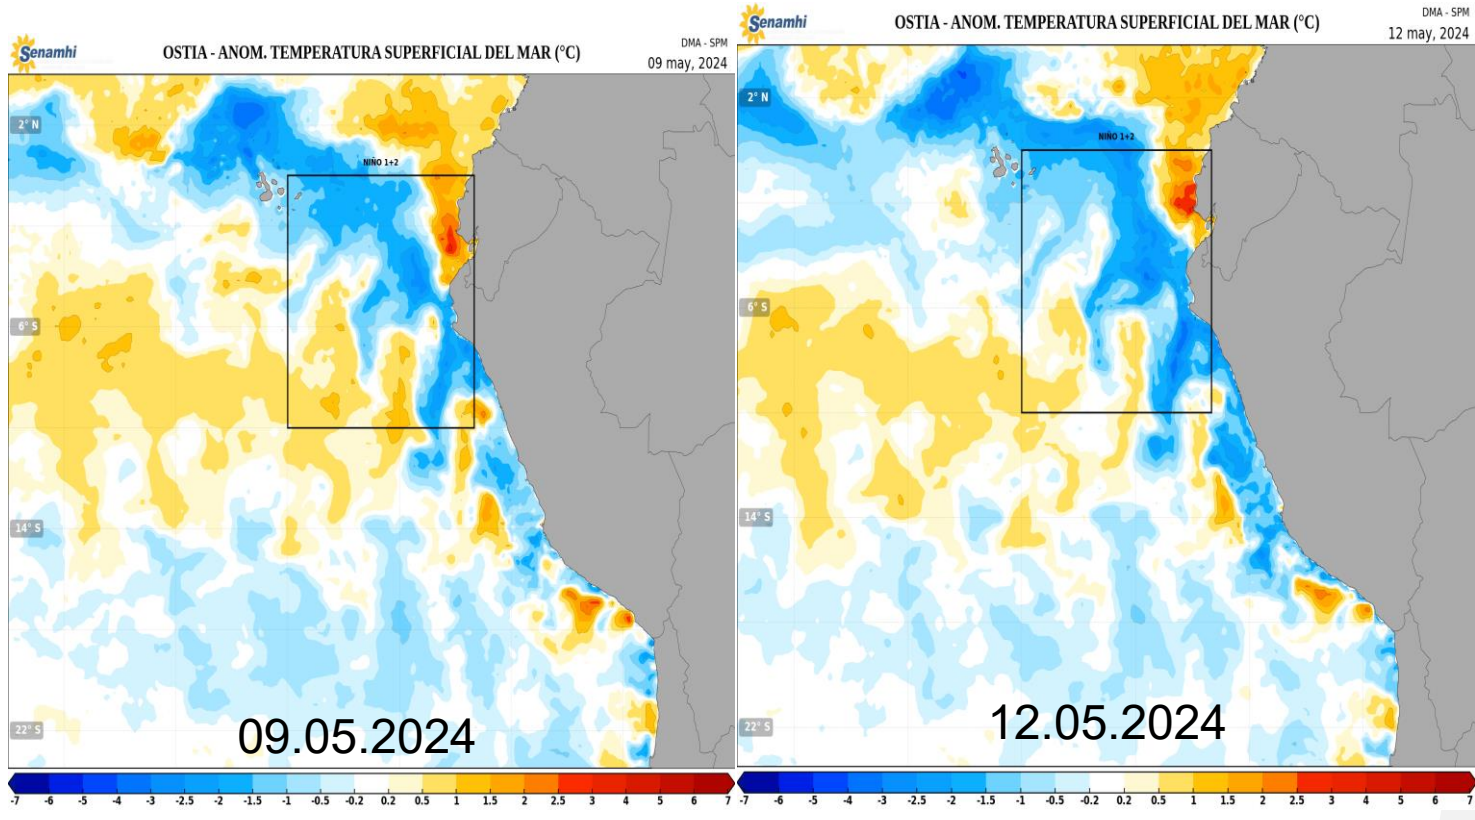 Senamhi
OSTIA - ANOM. TEMPERATURA SUPERFICIAL DEL MAR (°C)
DMA - SPM
09 may, 2024
2° N
NIÑO 1+2
6° S
14° S
22° S
09.05.2024
-7 -6 -5 -4 -3 -2.5 -2 -1.5 -1 -0.5 -0.2 0.2 0.5 1 1.5 2 2.5 3 4 5 6 7
Senamhi
OSTIA - ANOM. TEMPERATURA SUPERFICIAL DEL MAR (°C)
DMA - SPM
12 may, 2024
2° N
NIÑO 1+2
6° S
14° S
22° S
12.05.2024
-7 -6 -5 -4 -3 -2.5 -2 -1.5 -1 -0.5 -0.2 0.2 0.5 1 1.5 2 2.5 3 4 5 6 7